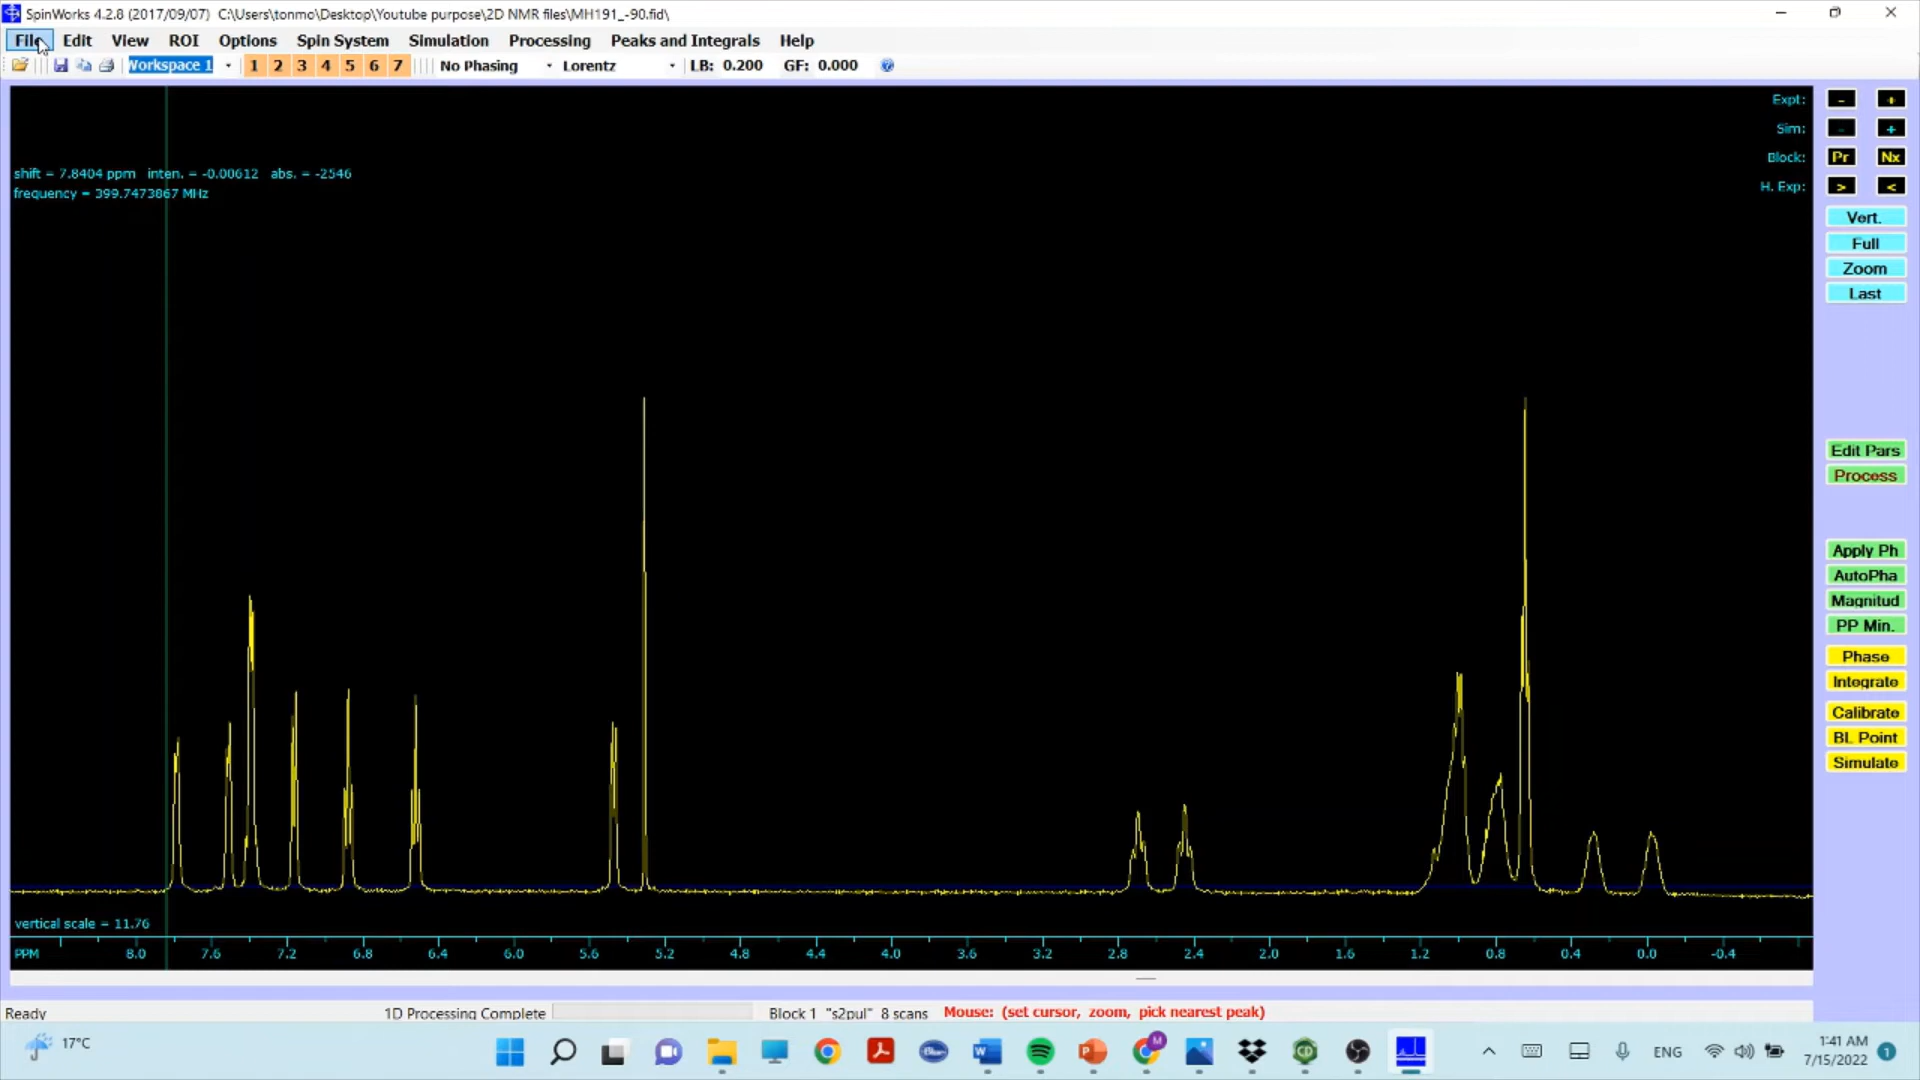 SpinWorks 4.2.8 (2017/09/07)   C:\Users\tonmo\Desktop\Youtube purpose\2D NMR files\MH191_-90.fid\
File Edit View ROI Options Spin System Simulation Processing Peaks and Integrals Help
Workspace 1 1 2 3 4 5 6 7 No Phasing Lorentz LB: 0.200 GF: 0.000
Expt: - +
Sim: - +
Block: Pr Nx
H. Exp: > <
shift = 7.8404 ppm inten. = -0.00612 abs. = -2546
frequency = 399.7473867 MHz
Vert.
Full
Zoom
Last
Edit Pars
Process
Apply Ph
AutoPha
Magnitud
PP Min.
Phase
Integrate
Calibrate
BL Point
Simulate
vertical scale = 11.76
PPM 8.0 7.6 7.2 6.8 6.4 6.0 5.6 5.2 4.8 4.4 4.0 3.6 3.2 2.8 2.4 2.0 1.6 1.2 0.8 0.4 0.0 -0.4
Ready 1D Processing Complete Block 1 "s2pul" 8 scans Mouse: (set cursor, zoom, pick nearest peak)
17°C
ENG
1:41 AM
7/15/2022
1